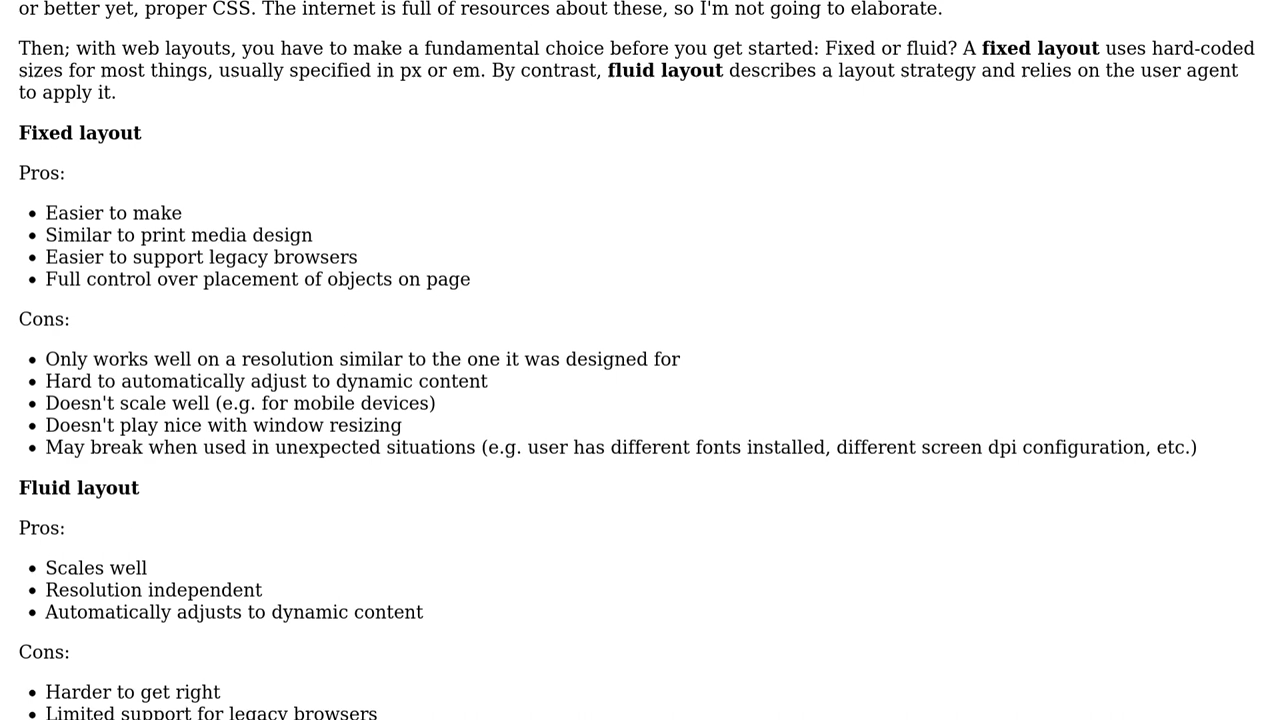 or better yet, proper CSS. The internet is full of resources about these, so I'm not going to elaborate.
Then; with web layouts, you have to make a fundamental choice before you get started: Fixed or fluid? A fixed layout uses hard-coded
sizes for most things, usually specified in px or em. By contrast, fluid layout describes a layout strategy and relies on the user agent
to apply it.
Fixed layout
Pros:
• Easier to make
• Similar to print media design
• Easier to support legacy browsers
• Full control over placement of objects on page
Cons:
• Only works well on a resolution similar to the one it was designed for
• Hard to automatically adjust to dynamic content
• Doesn't scale well (e.g. for mobile devices)
• Doesn't play nice with window resizing
• May break when used in unexpected situations (e.g. user has different fonts installed, different screen dpi configuration, etc.)
Fluid layout
Pros:
• Scales well
• Resolution independent
• Automatically adjusts to dynamic content
Cons:
• Harder to get right
• Limited support for legacy browsers